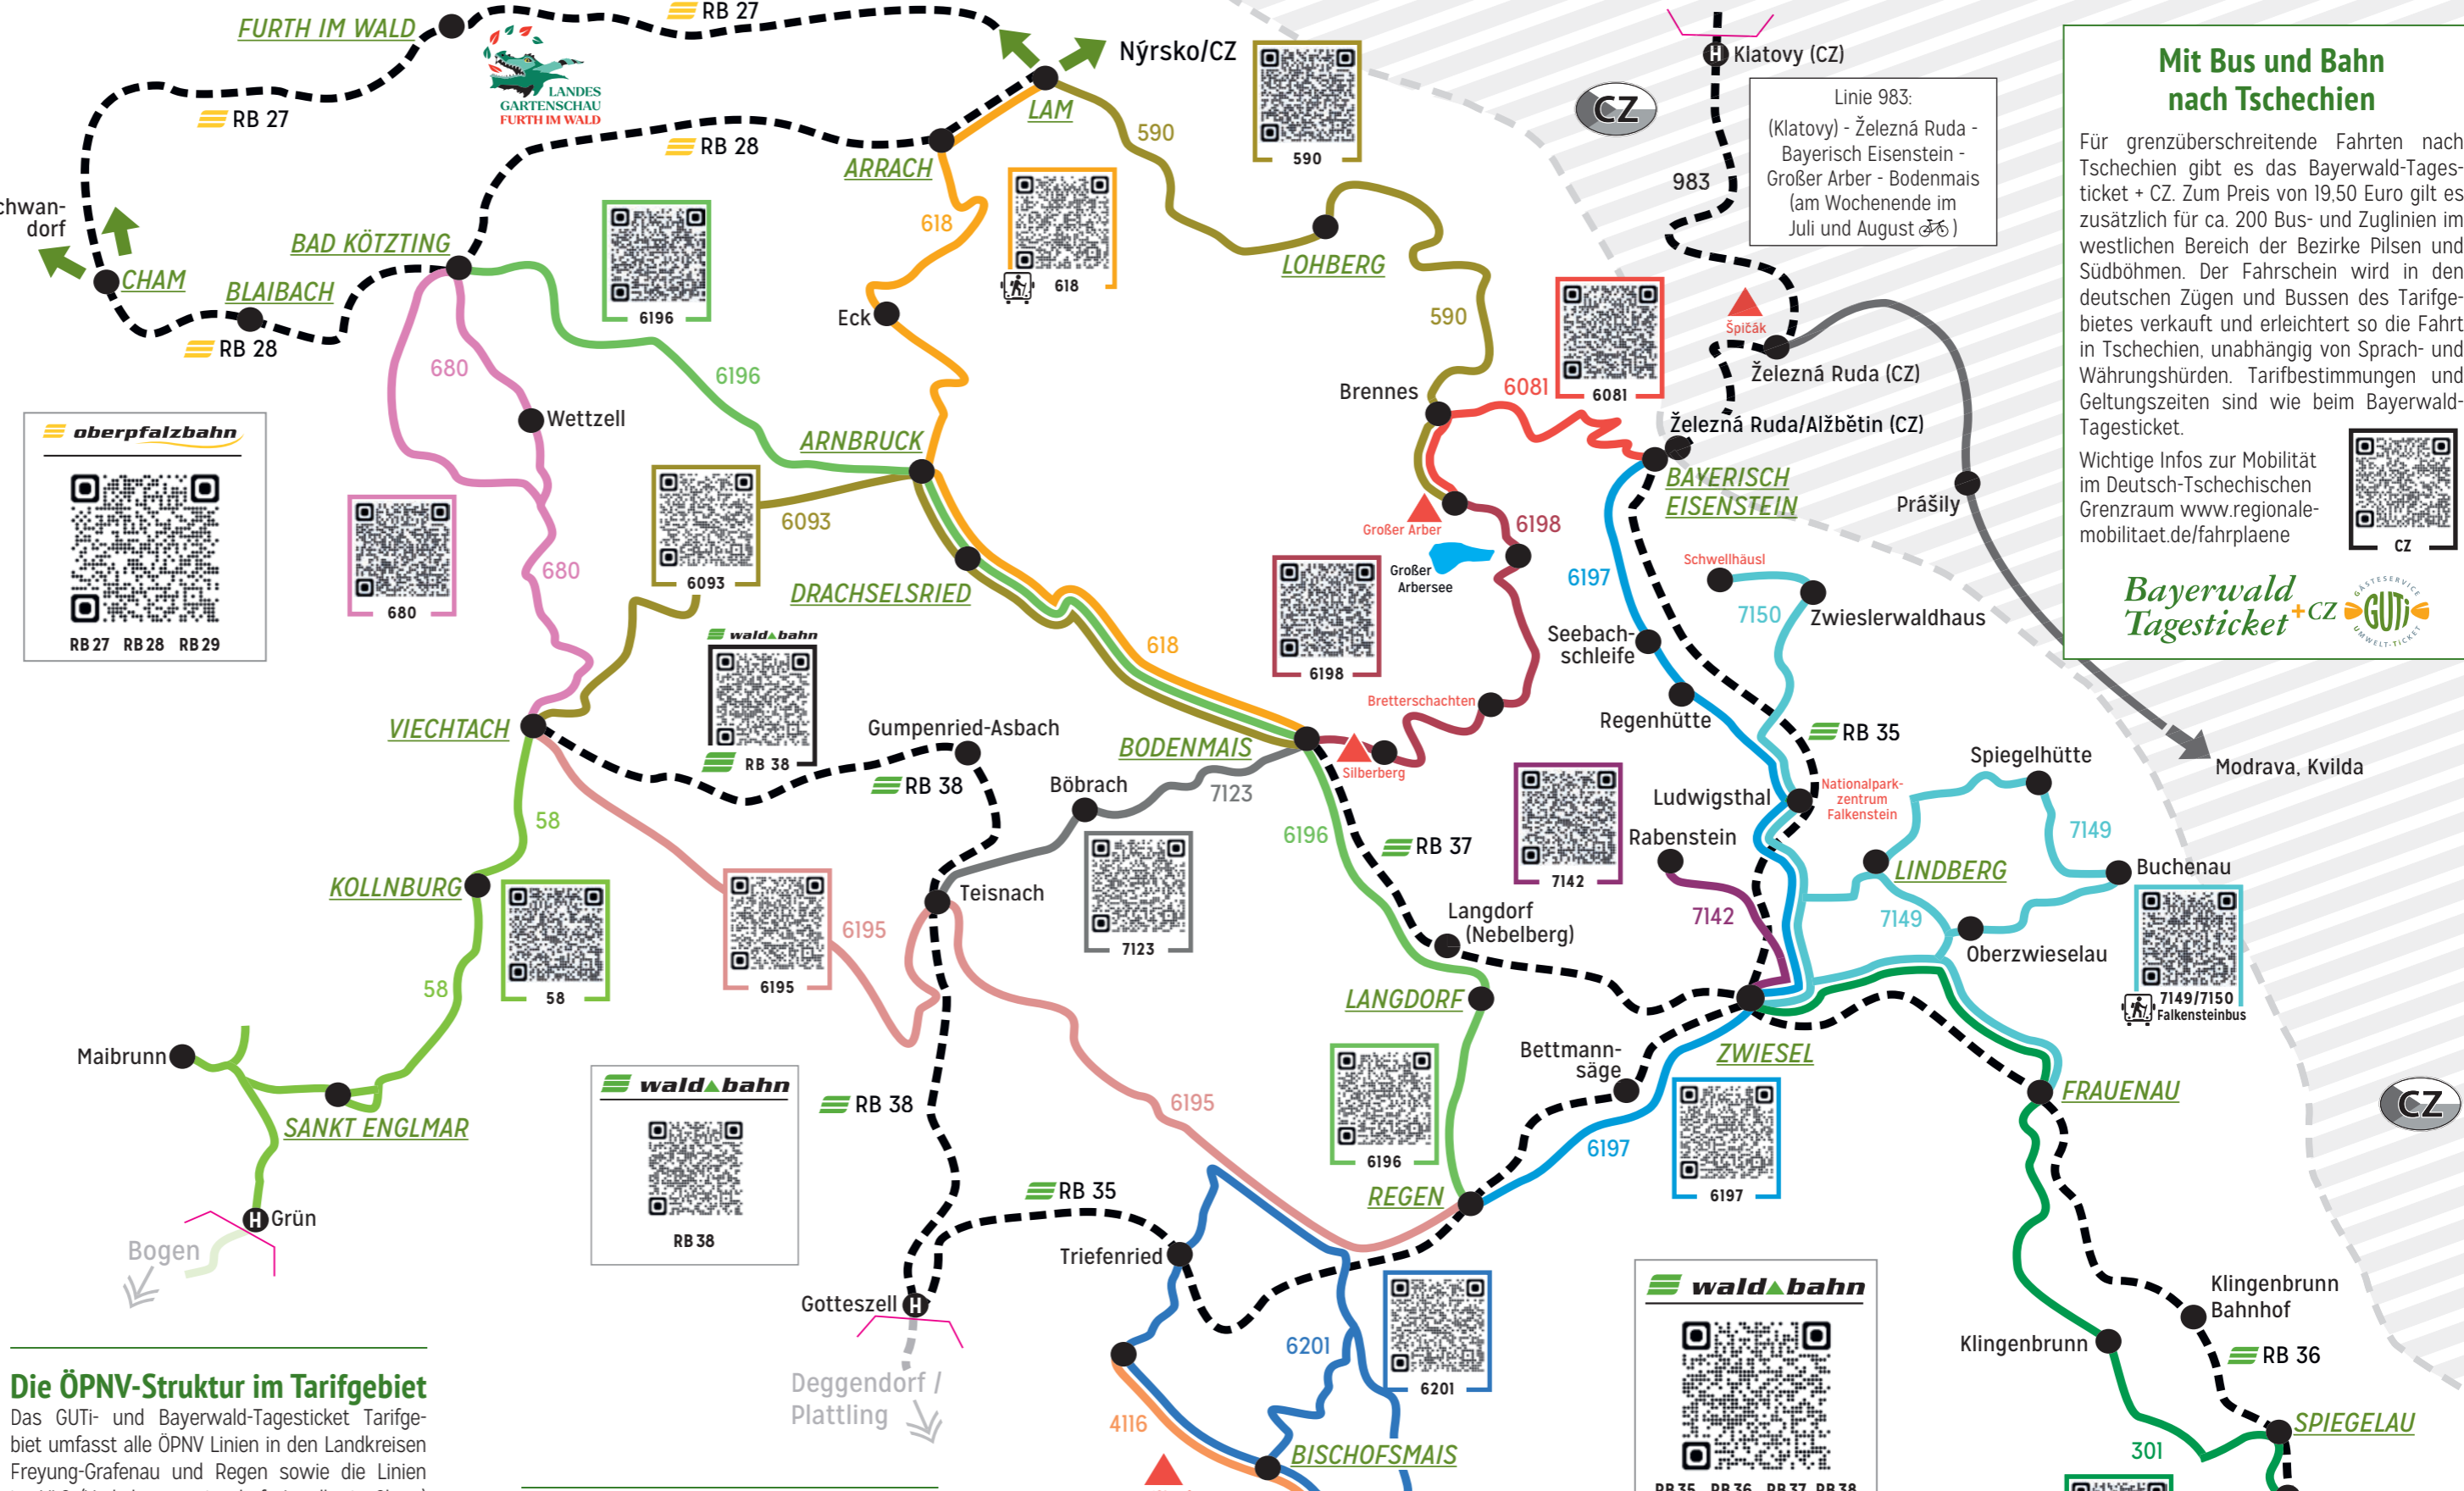 FURTH IM WALD
RB 27
LANDES
GARTENSCHAU
FURTH IM WALD
Nýrsko/CZ
LAM
590
590
RB 27
RB 28
ARRACH
618
618
dorf
CHAM
BAD KÖTZTING
BLAIBACH
RB 28
6196
6196
680
Wettzell
Eck
ARNBRUCK
LOHBERG
590
CZ
Klatovy (CZ)
Linie 983:
(Klatovy) - Železná Ruda -
Bayerisch Eisenstein -
Großer Arber - Bodenmais
(am Wochenende im
Juli und August )
983
Špičák
Železná Ruda (CZ)
6081
6081
Brennes
Železná Ruda/Alžbětin (CZ)
BAYERISCH
EISENSTEIN
Prášily
Mit Bus und Bahn
nach Tschechien
Für grenzüberschreitende Fahrten nach
Tschechien gibt es das Bayerwald-Tages-
ticket + CZ. Zum Preis von 19,50 Euro gilt es
zusätzlich für ca. 200 Bus- und Zuglinien im
westlichen Bereich der Bezirke Pilsen und
Südböhmen. Der Fahrschein wird in den
deutschen Zügen und Bussen des Tarifge-
bietes verkauft und erleichtert so die Fahrt
in Tschechien, unabhängig von Sprach- und
Währungshürden. Tarifbestimmungen und
Geltungszeiten sind wie beim Bayerwald-
Tagesticket.
Wichtige Infos zur Mobilität
im Deutsch-Tschechischen
Grenzraum www.regionale-
mobilitaet.de/fahrplaene
CZ
Bayerwald
Tagesticket +CZ
GÄSTESERVICE
GUTi
UMWELT-TICKET
oberpfalzbahn
RB 27 RB 28 RB 29
680
680
6093
6093
DRACHSELSRIED
Großer Arber
6198
Großer
Arbersee
6198
Bretterschachten
Silberberg
6197
Schwellhäusl
7150
Zwieslerwaldhaus
Seebach-
schleife
Regenhütte
RB 35
618
waldbahn
RB 38
VIECHTACH
Gumpenried-Asbach
RB 38
BODENMAIS
Böbrach
7123
7123
Modrava, Kvilda
Spiegelhütte
Ludwigsthal
Nationalpark-
zentrum
Falkenstein
7142
Rabenstein
7142
LINDBERG
7149
7149
Buchenau
Oberzwieselau
7149/7150
Falkensteinbus
58
KOLLNBURG
58
58
6195
6195
Teisnach
6196
RB 37
Langdorf
(Nebelberg)
LANGDORF
Maibrunn
SANKT ENGLMAR
Grün
Bogen
waldbahn
RB 38
RB 38
6195
6196
REGEN
Bettmann-
säge
ZWIESEL
6197
6197
FRAUENAU
CZ
RB 35
Triefenried
Gotteszell
Deggendorf /
Plattling
6201
6201
4116
BISCHOFSMAIS
waldbahn
RB 35 RB 36 RB 37 RB 38
Klingenbrunn
Bahnhof
Klingenbrunn
RB 36
SPIEGELAU
301
Die ÖPNV-Struktur im Tarifgebiet
Das GUTi- und Bayerwald-Tagesticket Tarifge-
biet umfasst alle ÖPNV Linien in den Landkreisen
Freyung-Grafenau und Regen sowie die Linien